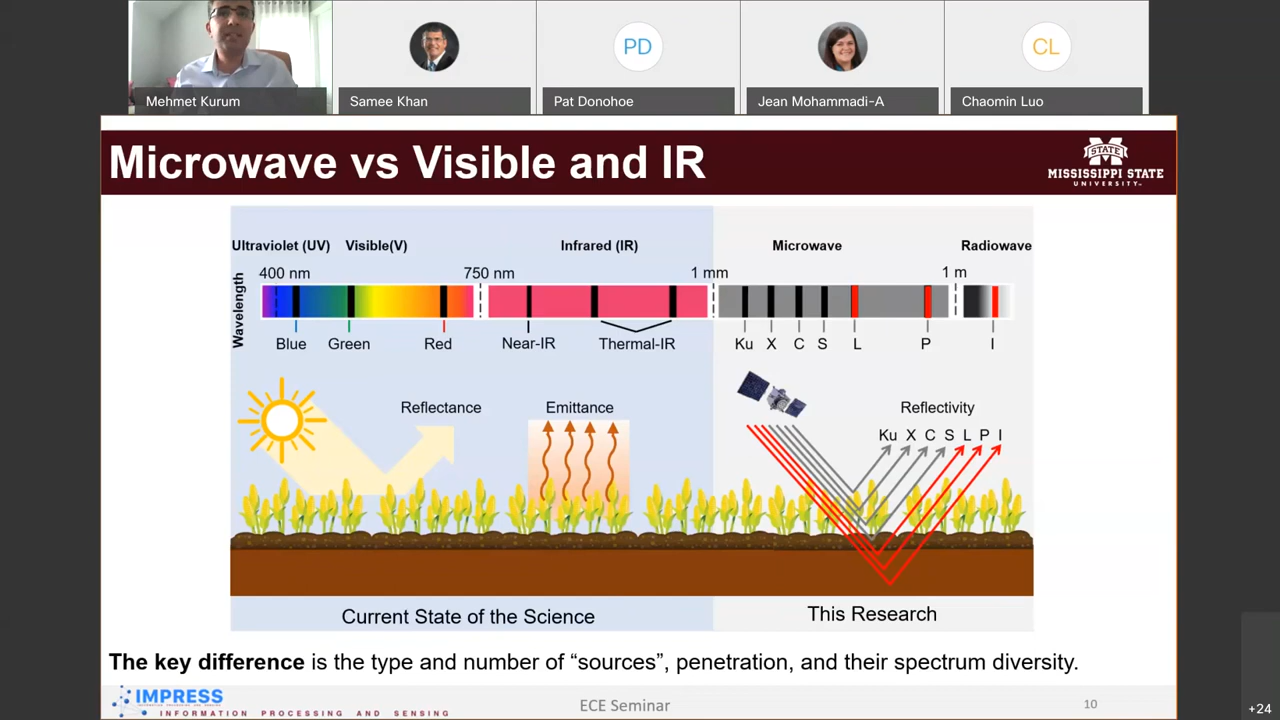 Mehmet Kurum
Samee Khan
PD
Pat Donohoe
Jean Mohammadi-A
CL
Chaomin Luo
Microwave vs Visible and IR
STATE
MISSISSIPPI STATE
UNIVERSITY
Ultraviolet (UV) Visible(V) Infrared (IR) Microwave Radiowave
400 nm 750 nm 1 mm 1 m
Wavelength
Blue Green Red Near-IR Thermal-IR Ku X C S L P I
Reflectance Emittance Reflectivity
Ku X C S L P I
Current State of the Science This Research
The key difference is the type and number of “sources”, penetration, and their spectrum diversity.
IMPRESS
INFORMATION PROCESSING AND SENSING
ECE Seminar
10
+24